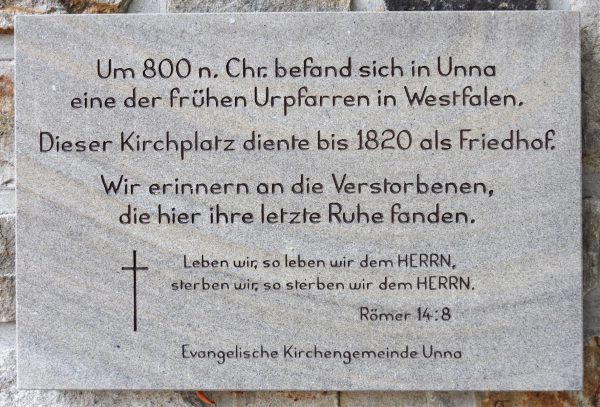 Um 800 n. Chr. befand sich in Unna
eine der frühen Urpfarren in Westfalen.
Dieser Kirchplatz diente bis 1820 als Friedhof.
Wir erinnern an die Verstorbenen,
die hier ihre letzte Ruhe fanden.
Leben wir, so leben wir dem HERRN,
sterben wir, so sterben wir dem HERRN.
Römer 14:8
Evangelische Kirchengemeinde Unna